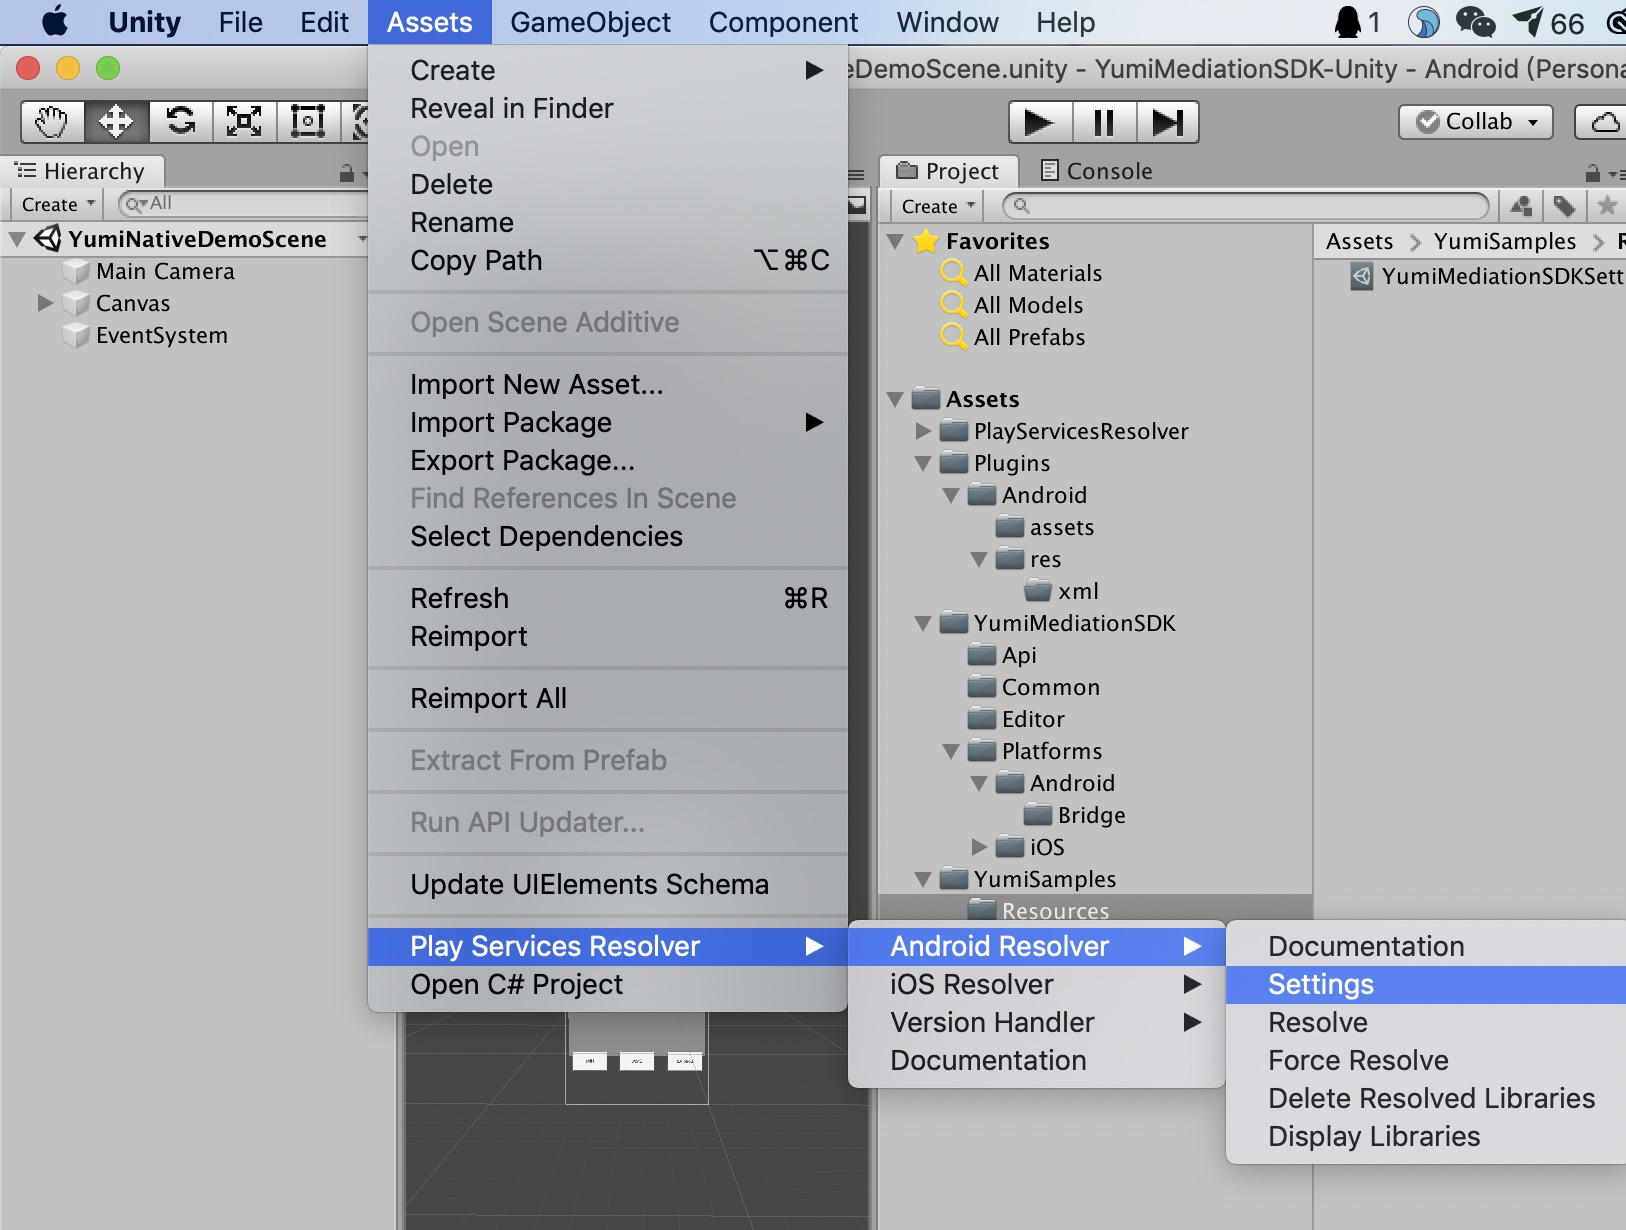 Unity File Edit Assets GameObject Component Window Help 1 66
eDemoScene.unity - YumiMediationSDK-Unity - Android (Persona
Collab
Hierarchy
Create All
YumiNativeDemoScene
Main Camera
Canvas
EventSystem
Create
Reveal in Finder
Open
Delete
Rename
Copy Path ⌥⌘C
Open Scene Additive
Import New Asset...
Import Package
Export Package...
Find References In Scene
Select Dependencies
Refresh ⌘R
Reimport
Reimport All
Extract From Prefab
Run API Updater...
Update UIElements Schema
Play Services Resolver
Open C# Project
Android Resolver
iOS Resolver
Version Handler
Documentation
Documentation
Settings
Resolve
Force Resolve
Delete Resolved Libraries
Display Libraries
Project Console
Create
Favorites
All Materials
All Models
All Prefabs
Assets
PlayServicesResolver
Plugins
Android
assets
res
xml
YumiMediationSDK
Api
Common
Editor
Platforms
Android
Bridge
iOS
YumiSamples
Resources
Assets YumiSamples R
YumiMediationSDKSett